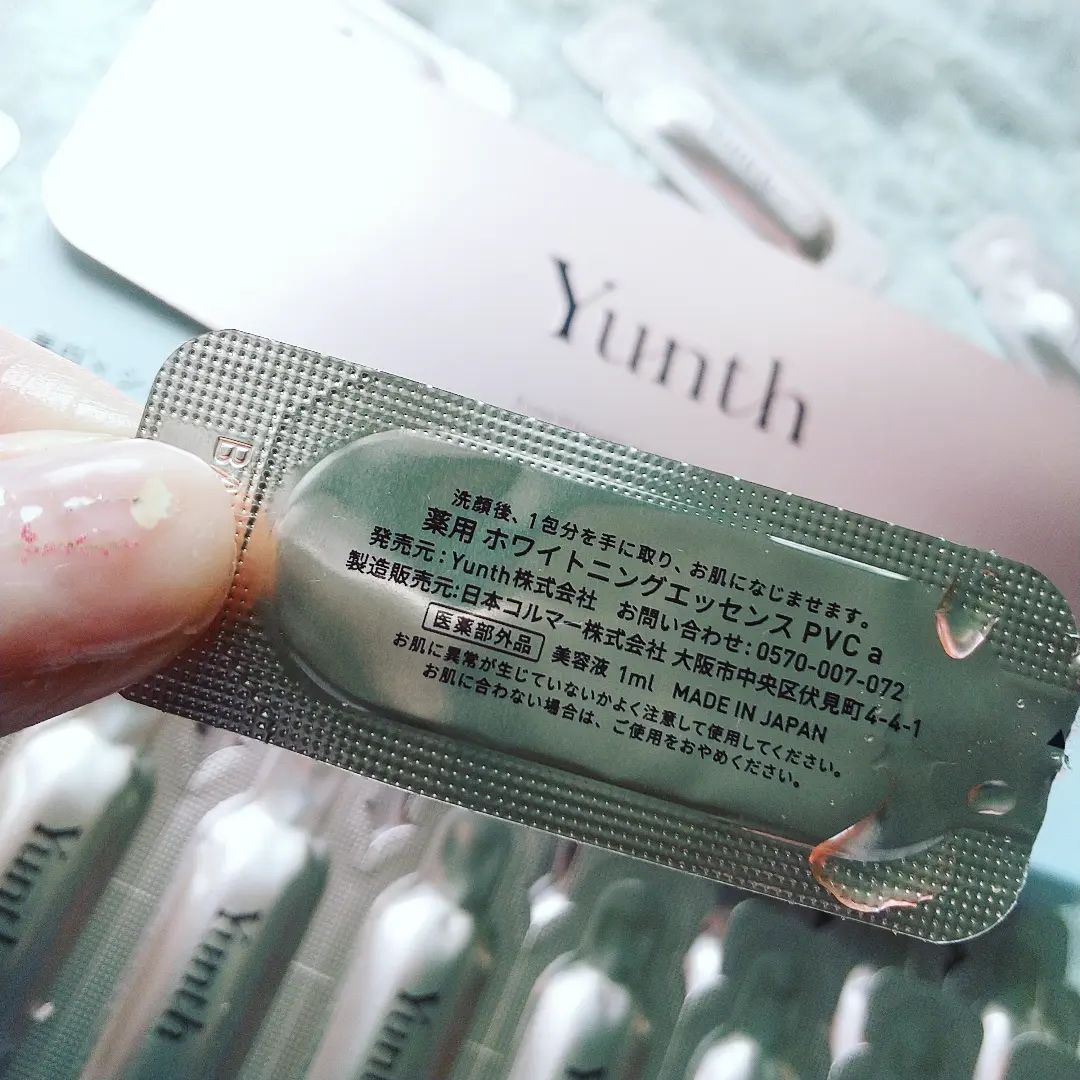 Yunth
洗顔後、1包分を手に取り、お肌になじませます。
薬用 ホワイトニングエッセンス PVC a
発売元：Yunth株式会社 お問い合わせ：0570-007-072
製造販売元：日本コルマー株式会社 大阪市中央区伏見町4-4-1
医薬部外品 美容液 1ml MADE IN JAPAN
お肌に異常が生じていないかよく注意して使用してください。
お肌に合わない場合は、ご使用をおやめください。
Yunth
Yunth